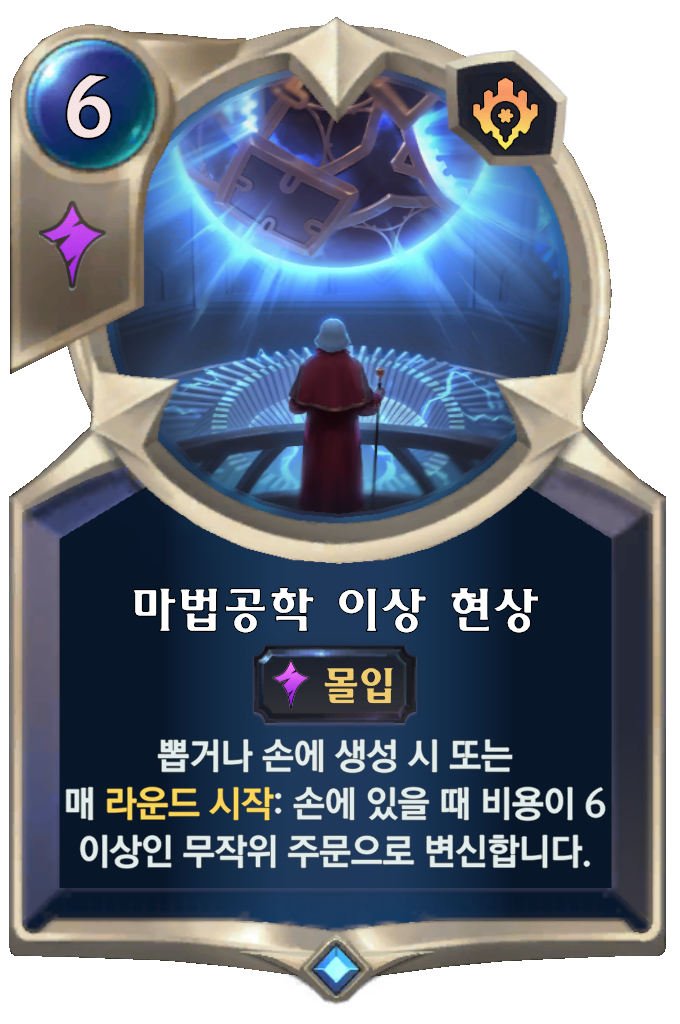 6
마법공학 이상 현상
몰입
뽑거나 손에 생성 시 또는
매 라운드 시작: 손에 있을 때 비용이 6
이상인 무작위 주문으로 변신합니다.